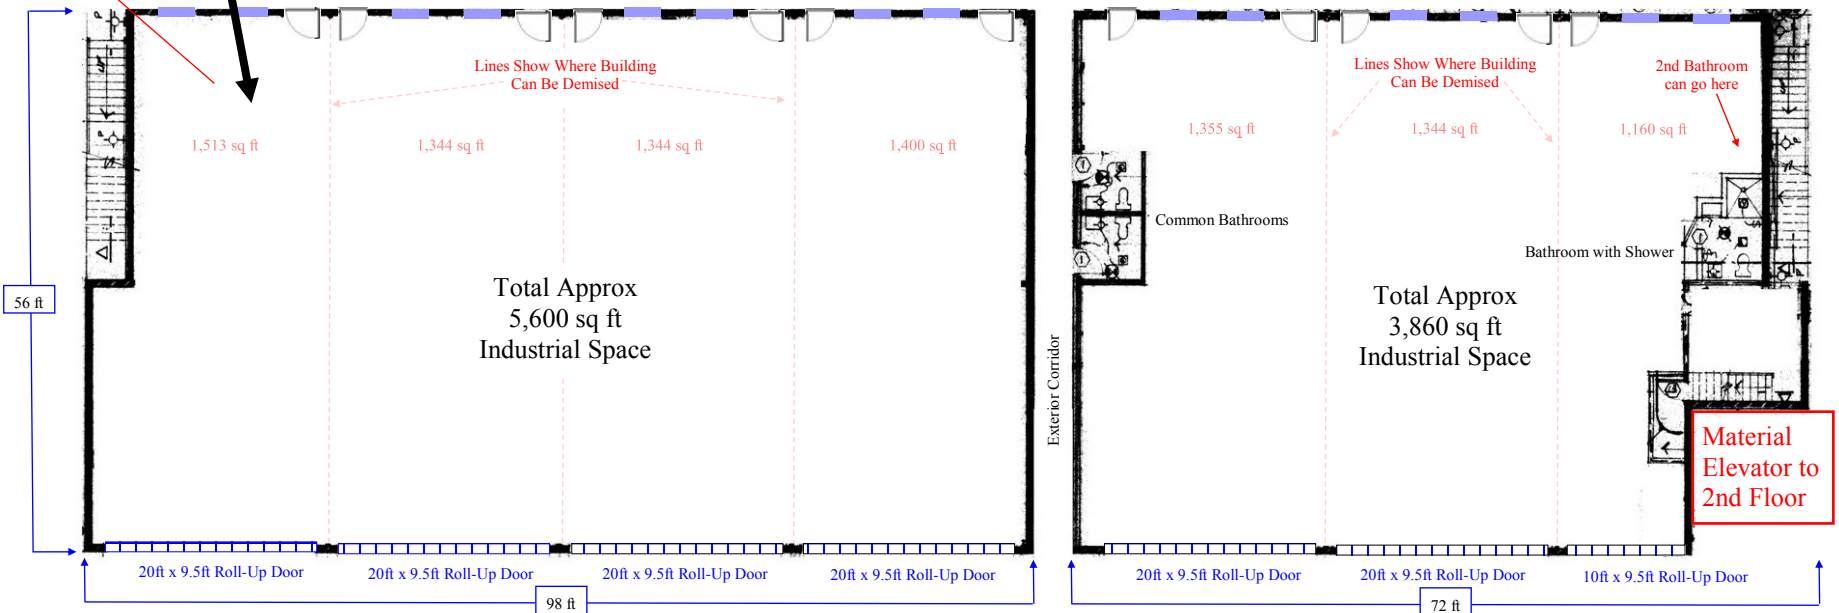 Lines Show Where Building
Can Be Demised
1,513 sq ft
1,344 sq ft
1,344 sq ft
1,400 sq ft
56 ft
Total Approx
5,600 sq ft
Industrial Space
20ft x 9.5ft Roll-Up Door
20ft x 9.5ft Roll-Up Door
20ft x 9.5ft Roll-Up Door
20ft x 9.5ft Roll-Up Door
98 ft
Exterior Corridor
Lines Show Where Building
Can Be Demised
2nd Bathroom
can go here
1,355 sq ft
1,344 sq ft
1,160 sq ft
Common Bathrooms
Bathroom with Shower
Total Approx
3,860 sq ft
Industrial Space
Material
Elevator to
2nd Floor
20ft x 9.5ft Roll-Up Door
20ft x 9.5ft Roll-Up Door
10ft x 9.5ft Roll-Up Door
72 ft